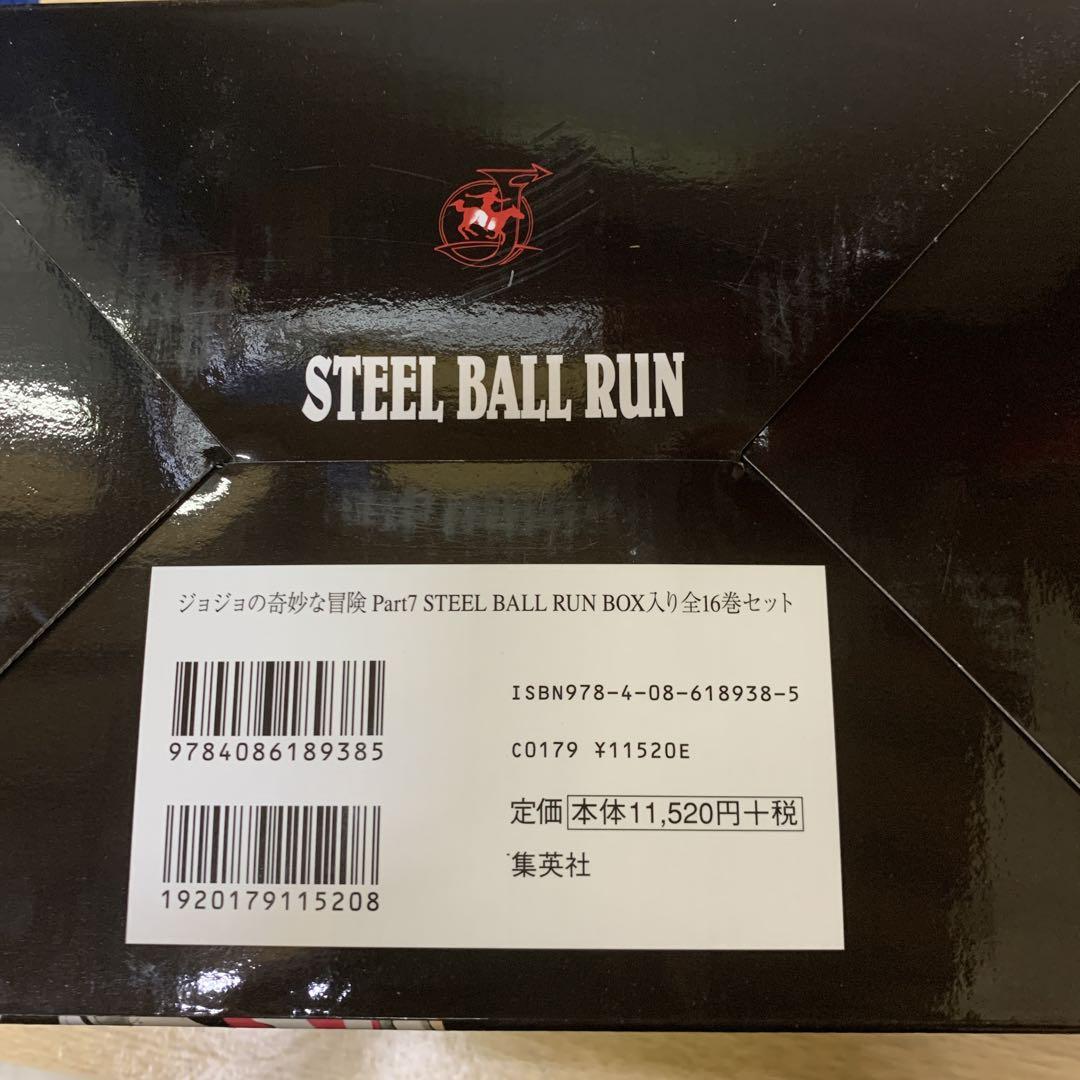 STEEL BALL RUN
ジョジョの奇妙な冒険 Part7 STEEL BALL RUN BOX入り全16巻セット
9784086189385
ISBN978-4-08-618938-5
C0179 ¥11520E
定価 本体11,520円+税
集英社
1920179115208